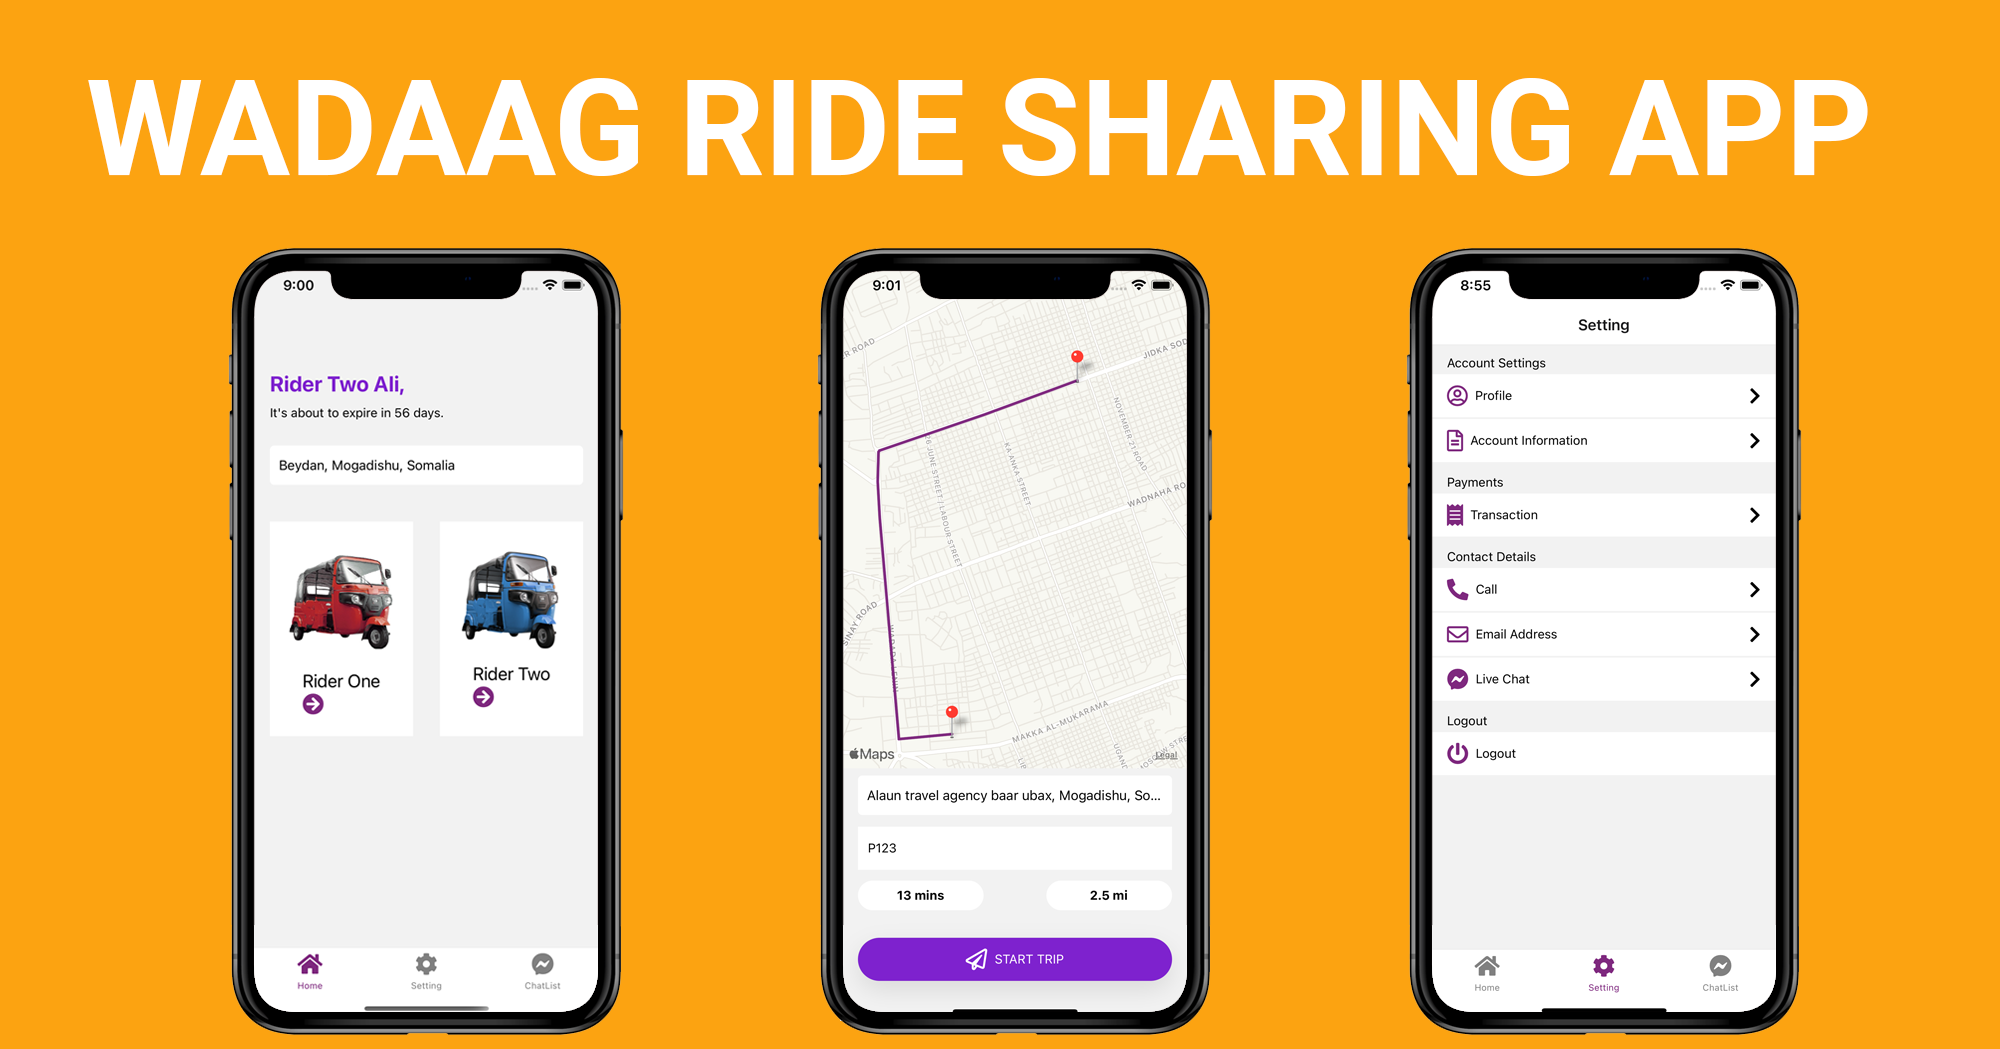 WADAAG RIDE SHARING APP
9:00
Rider Two Ali,
It's about to expire in 56 days.
Beydan, Mogadishu, Somalia
Rider One
Rider Two
Home
Setting
ChatList
9:01
R ROAD
JIDKA SOD
NOVEMBER 21 ROAD
KA ANKA STREET
26 JUNE STREET / LABOUR STREET
WADNAHA RO
SINAY ROAD
MAKKA AL-MUKARAMA
Maps
Legal
Alaun travel agency baar ubax, Mogadishu, So...
P123
13 mins
2.5 mi
START TRIP
8:55
Setting
Account Settings
Profile
Account Information
Payments
Transaction
Contact Details
Call
Email Address
Live Chat
Logout
Logout
Home
Setting
ChatList